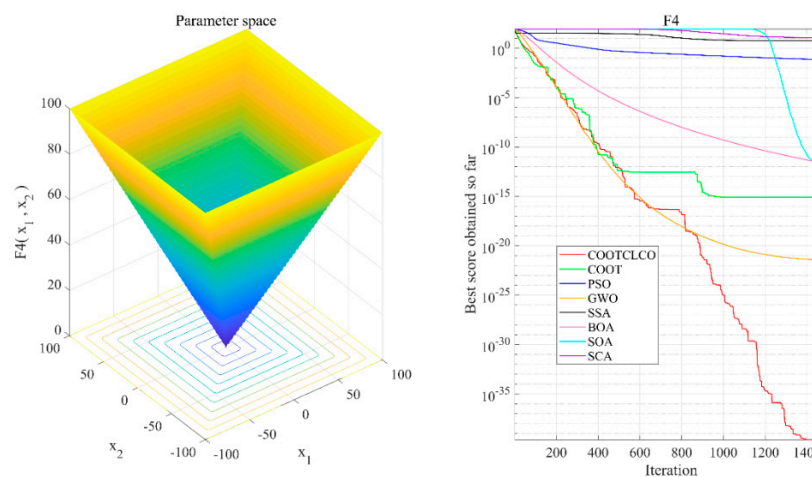 Parameter space
100
80
60
40
20
0
F4( x₁ , x₂ )
100
50
0
-50
-100
x₂
-100
-50
0
50
100
x₁
F4
10⁰
10⁻⁵
10⁻¹⁰
10⁻¹⁵
10⁻²⁰
10⁻²⁵
10⁻³⁰
10⁻³⁵
Best score obtained so far
COOTCLCO
COOT
PSO
GWO
SSA
BOA
SOA
SCA
200 400 600 800 1000 1200 1400
Iteration